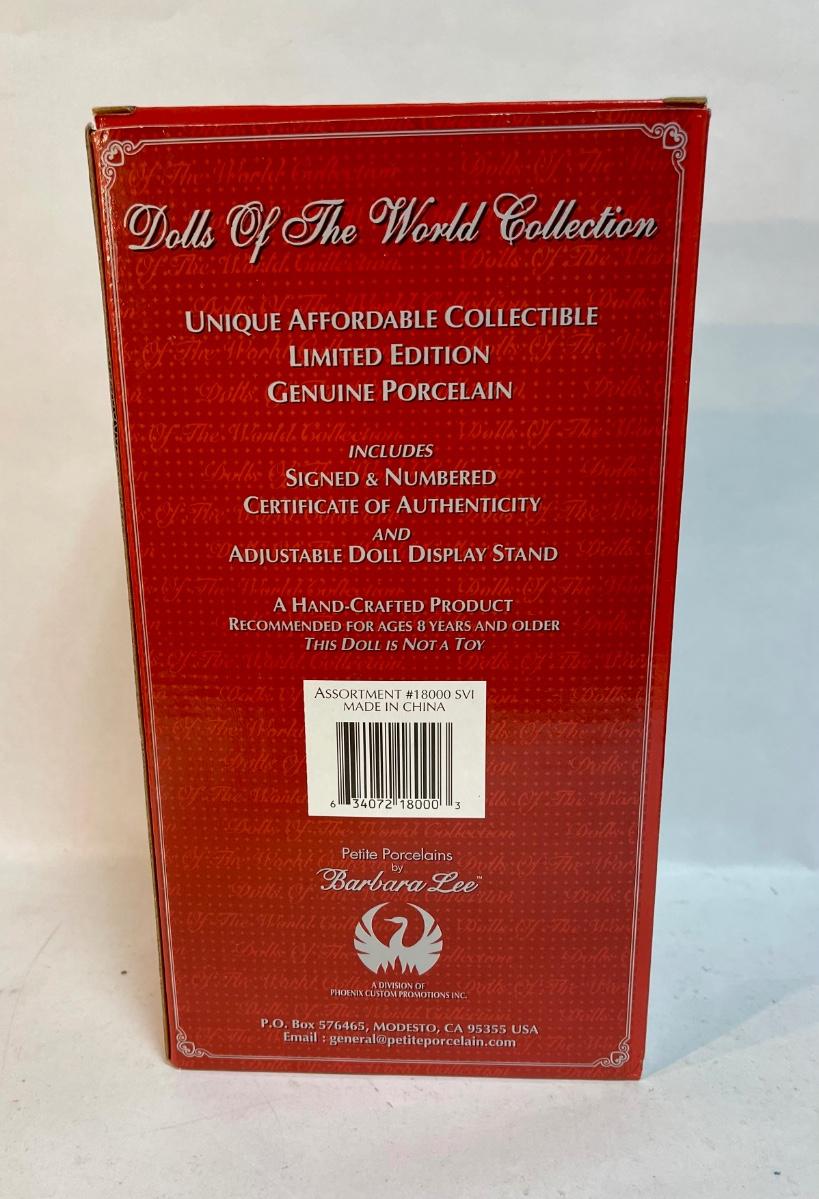 Dolls Of The World Collection
UNIQUE AFFORDABLE COLLECTIBLE
LIMITED EDITION
GENUINE PORCELAIN
INCLUDES
SIGNED & NUMBERED
CERTIFICATE OF AUTHENTICITY
AND
ADJUSTABLE DOLL DISPLAY STAND
A HAND-CRAFTED PRODUCT
RECOMMENDED FOR AGES 8 YEARS AND OLDER
THIS DOLL IS NOT A TOY
ASSORTMENT #18000 SVI
MADE IN CHINA
6 34072 18000 3
Petite Porcelains
by
Barbara Lee™
A DIVISION OF
PHOENIX CUSTOM PROMOTIONS INC.
P.O. BOX 576465, MODESTO, CA 95355 USA
Email : general@petiteporcelain.com